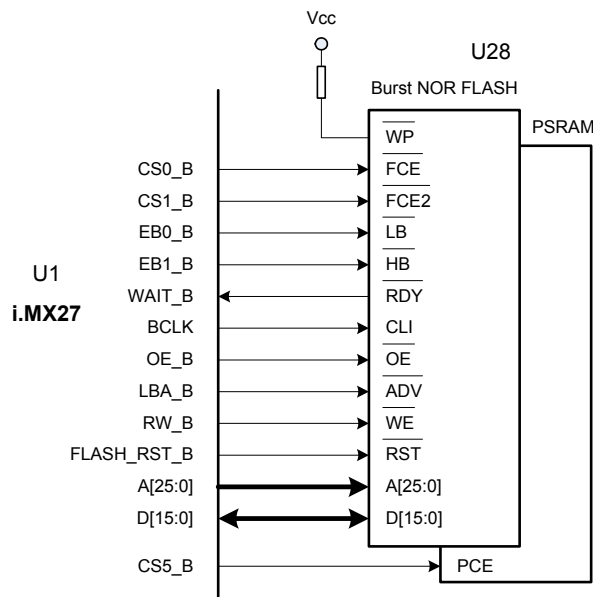 Vcc
U28
Burst NOR FLASH
PSRAM
WP
CS0_B FCE
CS1_B FCE2
EB0_B LB
EB1_B HB
U1
WAIT_B RDY
i.MX27
BCLK CLI
OE_B OE
LBA_B ADV
RW_B WE
FLASH_RST_B RST
A[25:0] A[25:0]
D[15:0] D[15:0]
CS5_B PCE